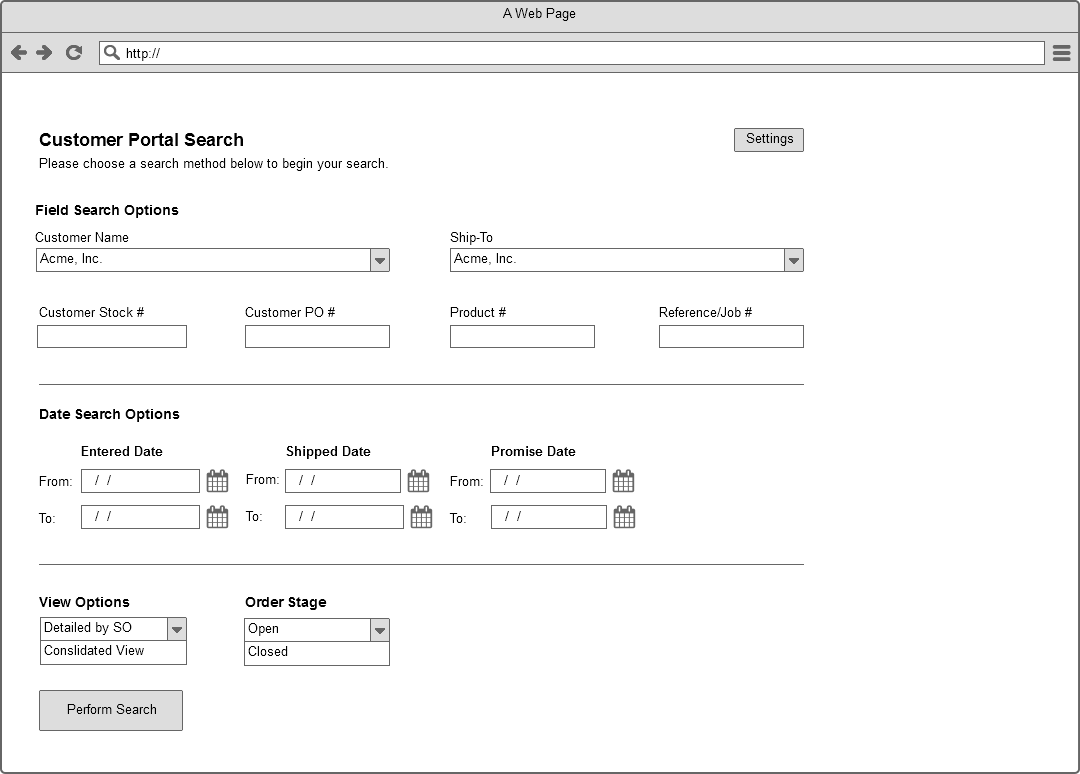 A Web Page
http://
Customer Portal Search
Settings
Please choose a search method below to begin your search.
Field Search Options
Customer Name
Ship-To
Acme, Inc.
Acme, Inc.
Customer Stock #
Customer PO #
Product #
Reference/Job #
Date Search Options
Entered Date
Shipped Date
Promise Date
From: / /
From: / /
From: / /
To: / /
To: / /
To: / /
View Options
Order Stage
Detailed by SO
Open
Conslidated View
Closed
Perform Search